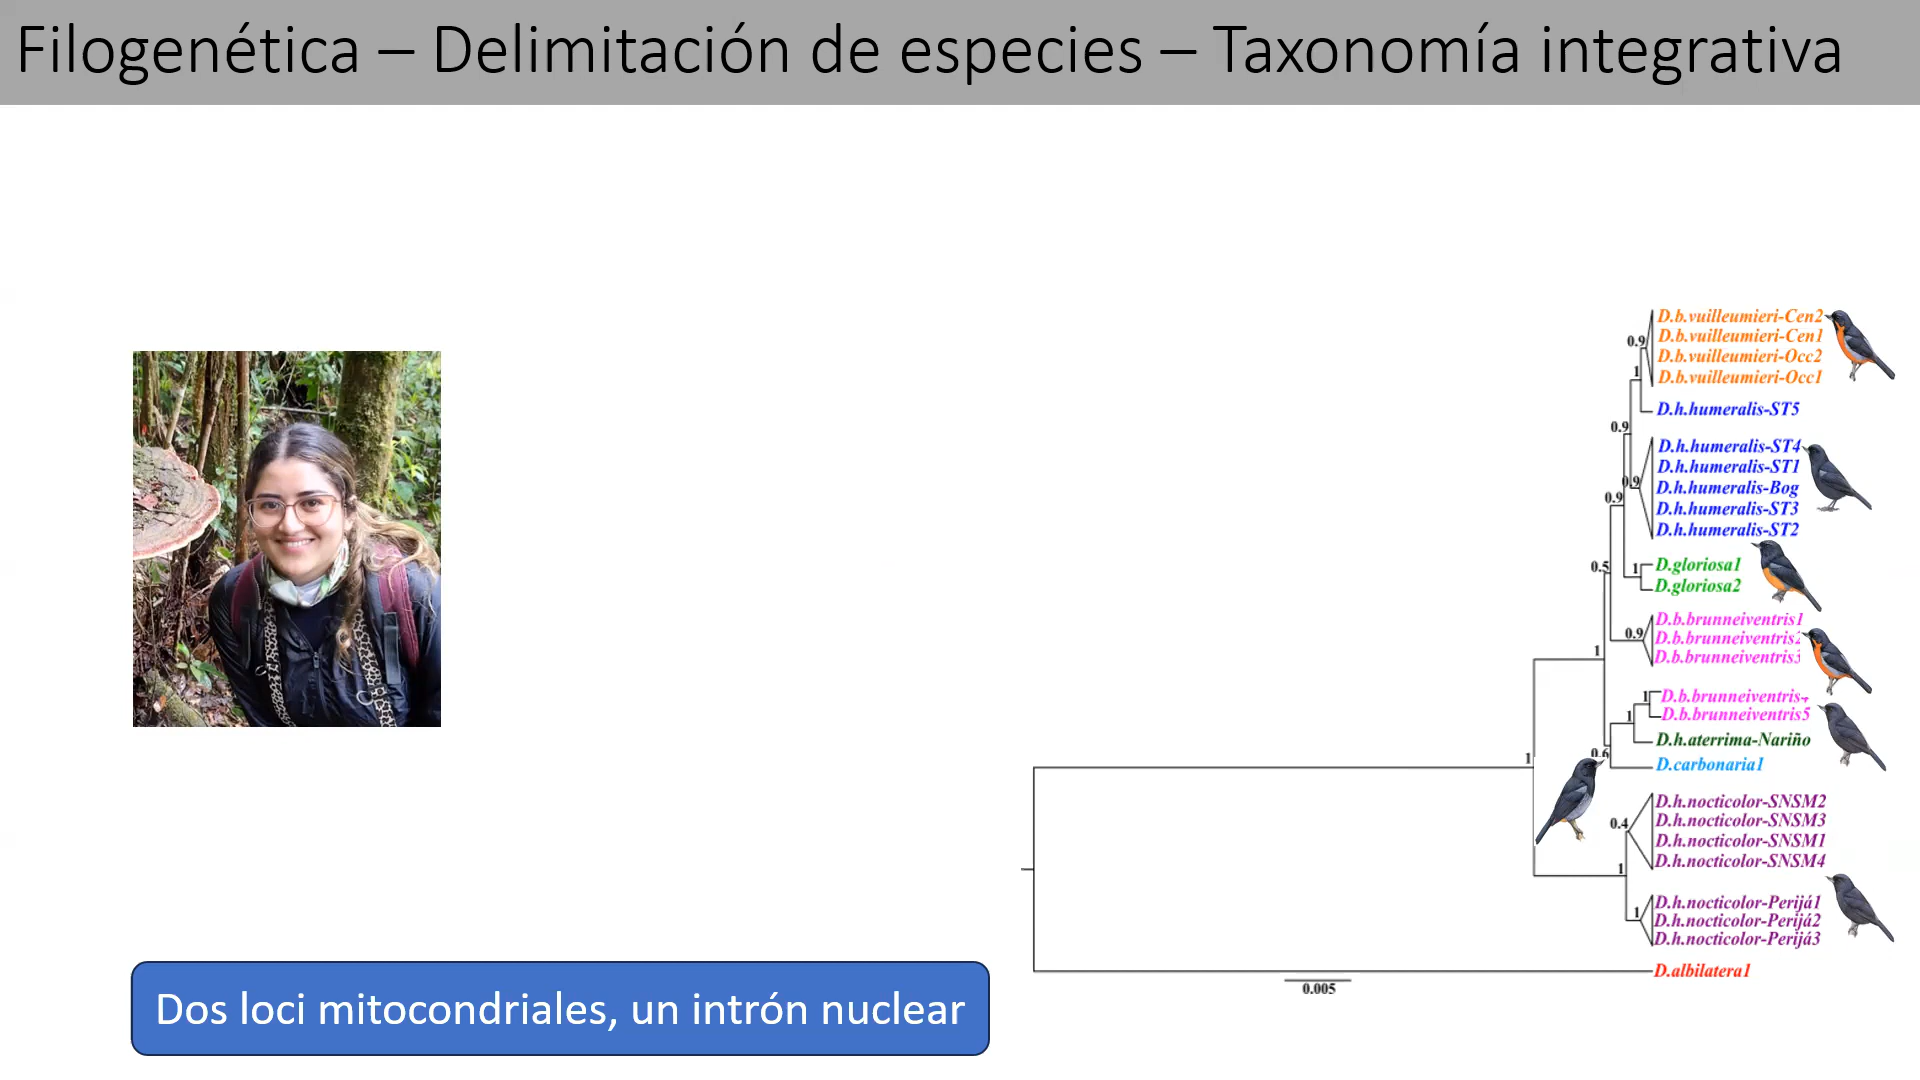 Filogenética – Delimitación de especies – Taxonomía integrativa
D.b.vuilleumieri-Cen2
0.9
D.b.vuilleumieri-Cen1
D.b.vuilleumieri-Occ2
1
D.b.vuilleumieri-Occ1
D.h.humeralis-ST5
0.9
D.h.humeralis-ST4
D.h.humeralis-ST1
0.9
D.h.humeralis-Bog
0.9
D.h.humeralis-ST3
D.h.humeralis-ST2
0.5
1
D.gloriosa1
D.gloriosa2
D.b.brunneiventris1
0.9
D.b.brunneiventris2
1
D.b.brunneiventris3
1
D.b.brunneiventris4
1
D.b.brunneiventris5
D.h.aterrima-Nariño
1
0.6
D.carbonaria1
D.h.nocticolor-SNSM2
0.4
D.h.nocticolor-SNSM3
D.h.nocticolor-SNSM1
D.h.nocticolor-SNSM4
1
D.h.nocticolor-Perijá1
1
D.h.nocticolor-Perijá2
D.h.nocticolor-Perijá3
D.albilatera1
0.005
Dos loci mitocondriales, un intrón nuclear